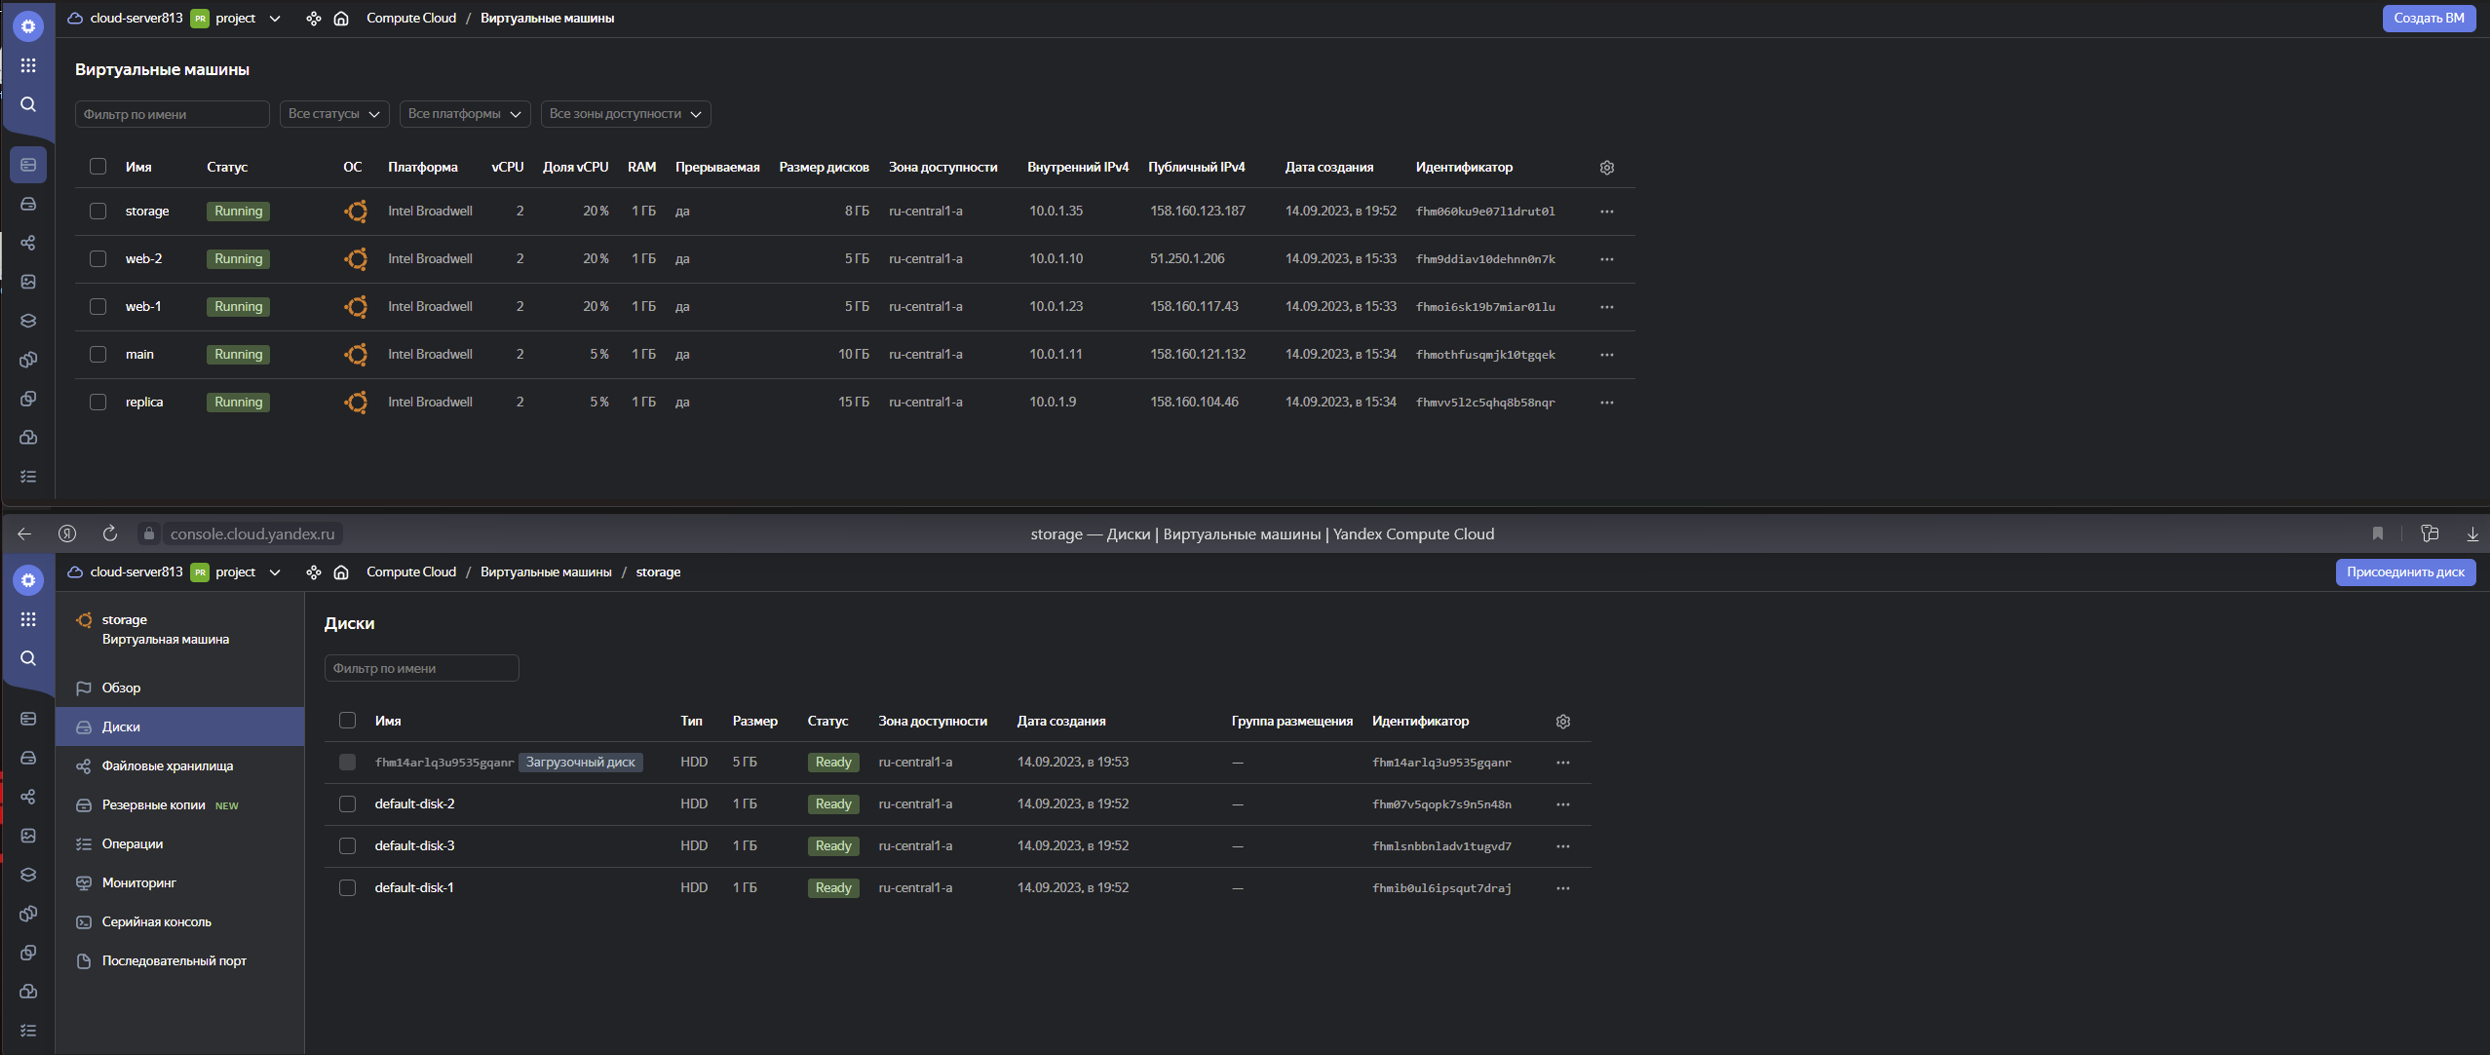 cloud-server813 PR project Compute Cloud / Виртуальные машины Создать ВМ
Виртуальные машины
Фильтр по имени Все статусы Все платформы Все зоны доступности
Имя Статус ОС Платформа vCPU Доля vCPU RAM Прерываемая Размер дисков Зона доступности Внутренний IPv4 Публичный IPv4 Дата создания Идентификатор
storage Running Intel Broadwell 2 20 % 1 ГБ да 8 ГБ ru-central1-a 10.0.1.35 158.160.123.187 14.09.2023, в 19:52 fhm060ku9e07l1drut0l
web-2 Running Intel Broadwell 2 20 % 1 ГБ да 5 ГБ ru-central1-a 10.0.1.10 51.250.1.206 14.09.2023, в 15:33 fhm9ddiav10dehnn0n7k
web-1 Running Intel Broadwell 2 20 % 1 ГБ да 5 ГБ ru-central1-a 10.0.1.23 158.160.117.43 14.09.2023, в 15:33 fhmoi6sk19b7miar01lu
main Running Intel Broadwell 2 5 % 1 ГБ да 10 ГБ ru-central1-a 10.0.1.11 158.160.121.132 14.09.2023, в 15:34 fhmothfusqmjk10tgqek
replica Running Intel Broadwell 2 5 % 1 ГБ да 15 ГБ ru-central1-a 10.0.1.9 158.160.104.46 14.09.2023, в 15:34 fhmvv5l2c5qhq8b58nqr
console.cloud.yandex.ru storage — Диски | Виртуальные машины | Yandex Compute Cloud
cloud-server813 PR project Compute Cloud / Виртуальные машины / storage Присоединить диск
storage
Виртуальная машина
Обзор
Диски
Файловые хранилища
Резервные копии NEW
Операции
Мониторинг
Серийная консоль
Последовательный порт
Диски
Фильтр по имени
Имя Тип Размер Статус Зона доступности Дата создания Группа размещения Идентификатор
fhm14arlq3u9535gqanr Загрузочный диск HDD 5 ГБ Ready ru-central1-a 14.09.2023, в 19:53 — fhm14arlq3u9535gqanr
default-disk-2 HDD 1 ГБ Ready ru-central1-a 14.09.2023, в 19:52 — fhm07v5qopk7s9n5n48n
default-disk-3 HDD 1 ГБ Ready ru-central1-a 14.09.2023, в 19:52 — fhmlsnbbnladv1tugvd7
default-disk-1 HDD 1 ГБ Ready ru-central1-a 14.09.2023, в 19:52 — fhmib0ul6ipsqut7draj